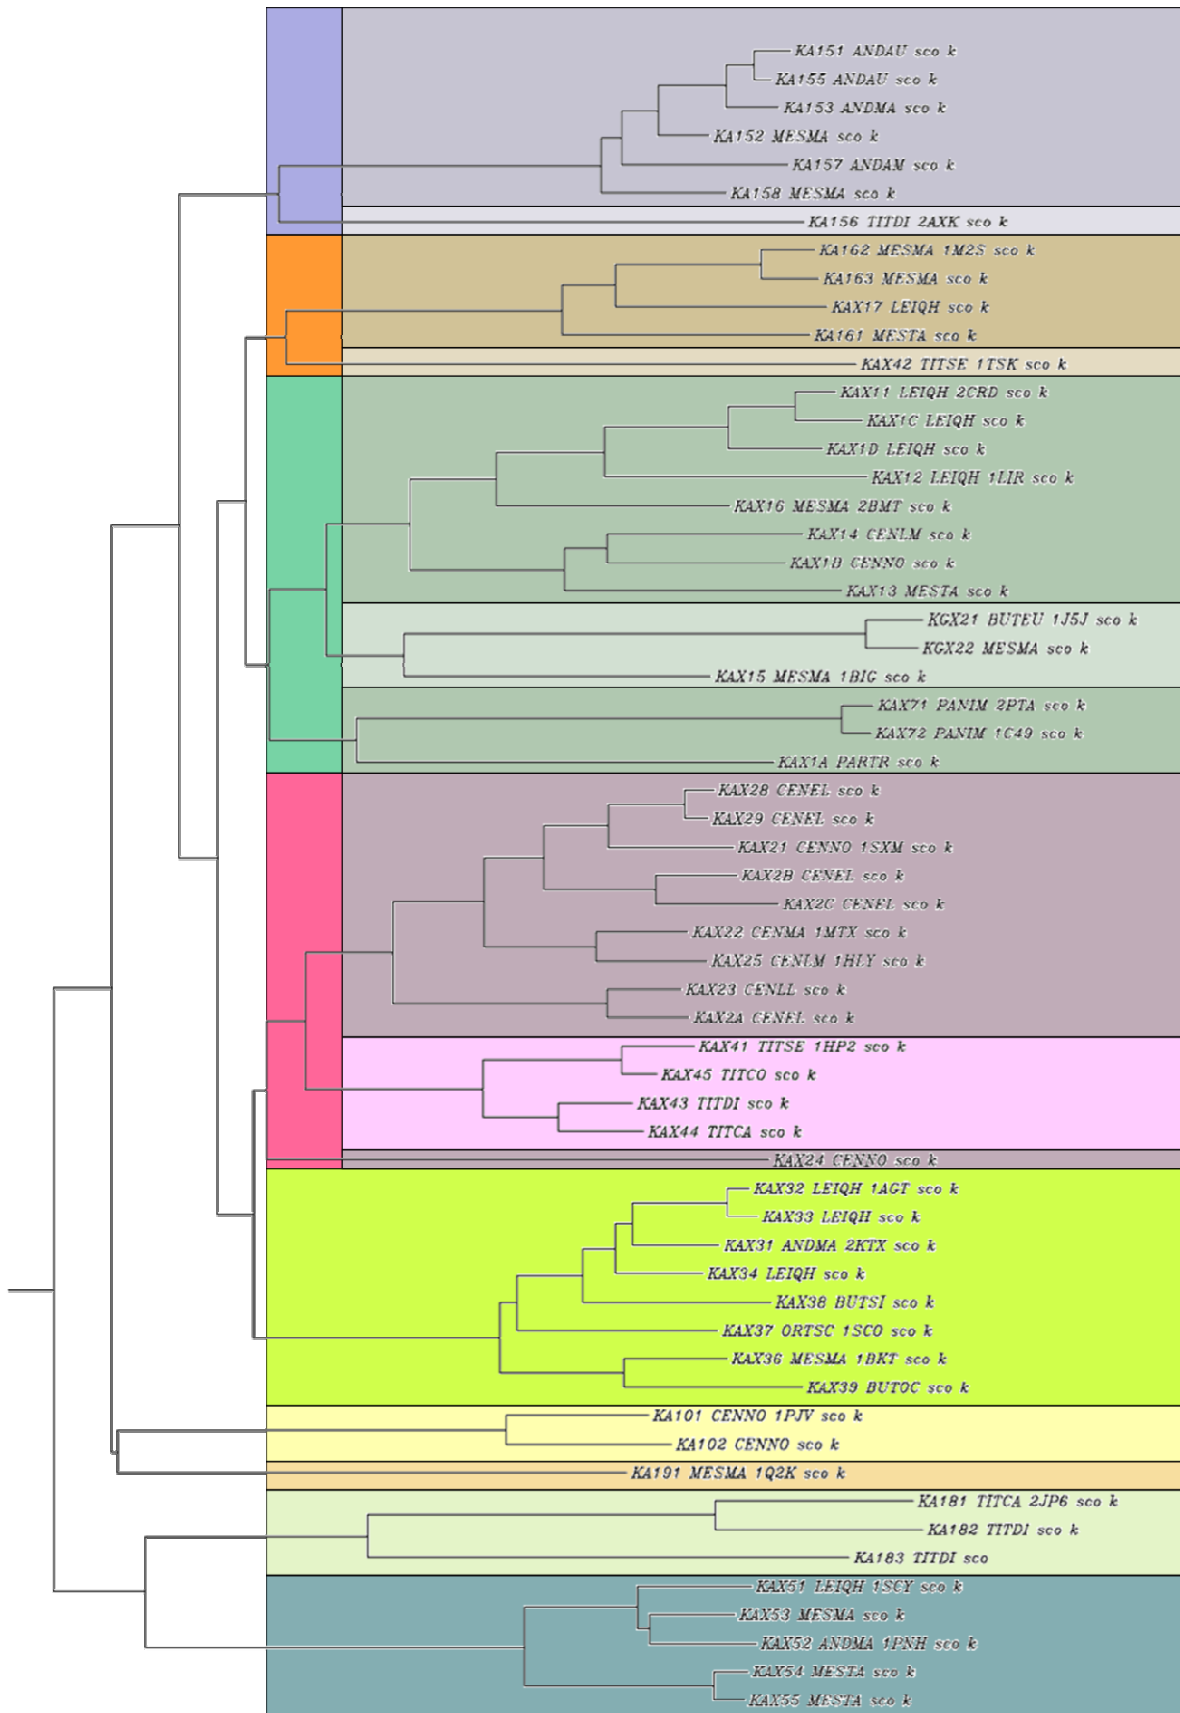 KA151 ANDAU sco k
KA155 ANDAU sco k
KA153 ANDMA sco k
KA152 MESMA sco k
KA157 ANDAM sco k
KA158 MESMA sco k
KA156 TITDI 2AXK sco k
KA162 MESMA 1M2S sco k
KA163 MESMA sco k
KAX17 LEIQH sco k
KA161 MESTA sco k
KAX42 TITSE 1TSK sco k
KAX11 LEIQH 2CRD sco k
KAX1C LEIQH sco k
KAX1D LEIQH sco k
KAX12 LEIQH 1LIR sco k
KAX16 MESMA 2BMT sco k
KAX14 CENLM sco k
KAX1B CENNO sco k
KAX13 MESTA sco k
KGX21 BUTEU 1J5J sco k
KGX22 MESMA sco k
KAX15 MESMA 1BIG sco k
KAX71 PANIM 2PTA sco k
KAX72 PANIM 1C49 sco k
KAX1A PARTR sco k
KAX28 CENEL sco k
KAX29 CENEL sco k
KAX21 CENNO 1SXM sco k
KAX2B CENEL sco k
KAX2C CENEL sco k
KAX22 CENMA 1MTX sco k
KAX25 CENLM 1HLY sco k
KAX23 CENLL sco k
KAX2A CENEL sco k
KAX41 TITSE 1HP2 sco k
KAX45 TITCO sco k
KAX43 TITDI sco k
KAX44 TITCA sco k
KAX24 CENNO sco k
KAX32 LEIQH 1AGT sco k
KAX33 LEIQH sco k
KAX31 ANDMA 2KTX sco k
KAX34 LEIQH sco k
KAX38 BUTSI sco k
KAX37 ORTSC 1SCO sco k
KAX36 MESMA 1BKT sco k
KAX39 BUTOC sco k
KA101 CENNO 1PJV sco k
KA102 CENNO sco k
KA191 MESMA 1Q2K sco k
KA181 TITCA 2JP6 sco k
KA182 TITDI sco k
KA183 TITDI sco
KAX51 LEIQH 1SCY sco k
KAX53 MESMA sco k
KAX52 ANDMA 1PNH sco k
KAX54 MESTA sco k
KAX55 MESTA sco k